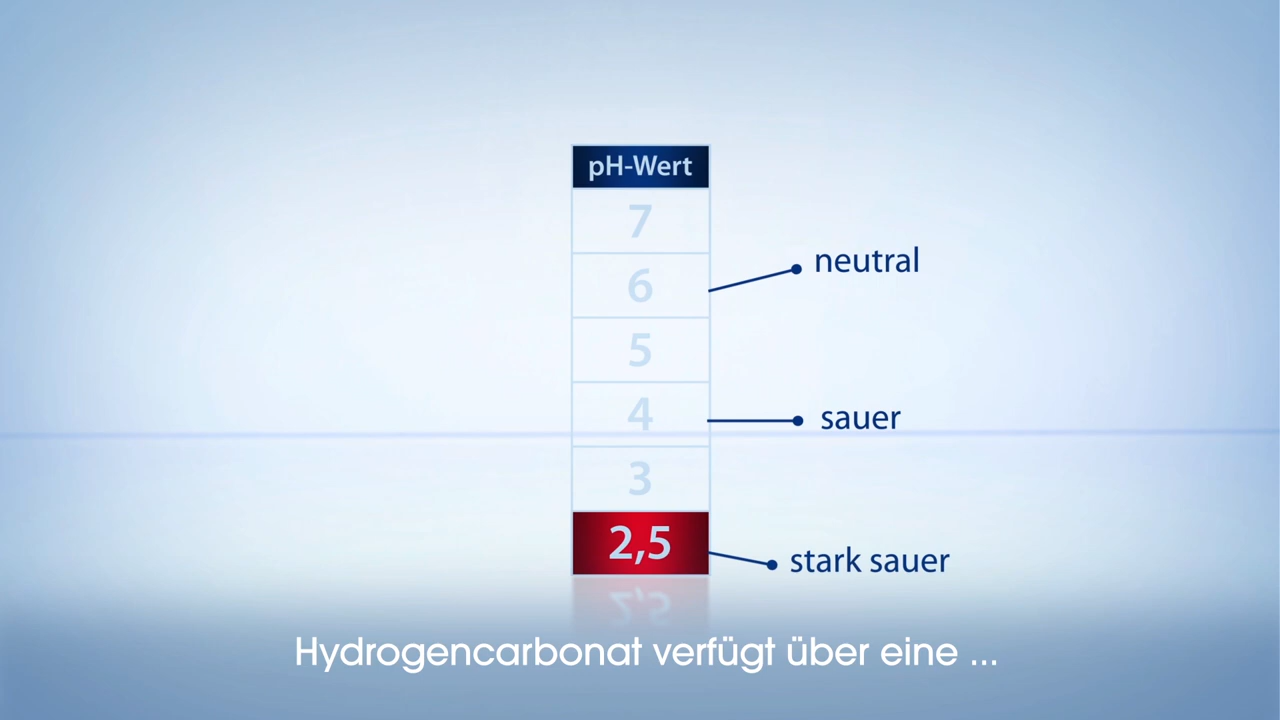 pH-Wert
7
neutral
6
5
4
sauer
3
2,5
stark sauer
Hydrogencarbonat verfügt über eine ...